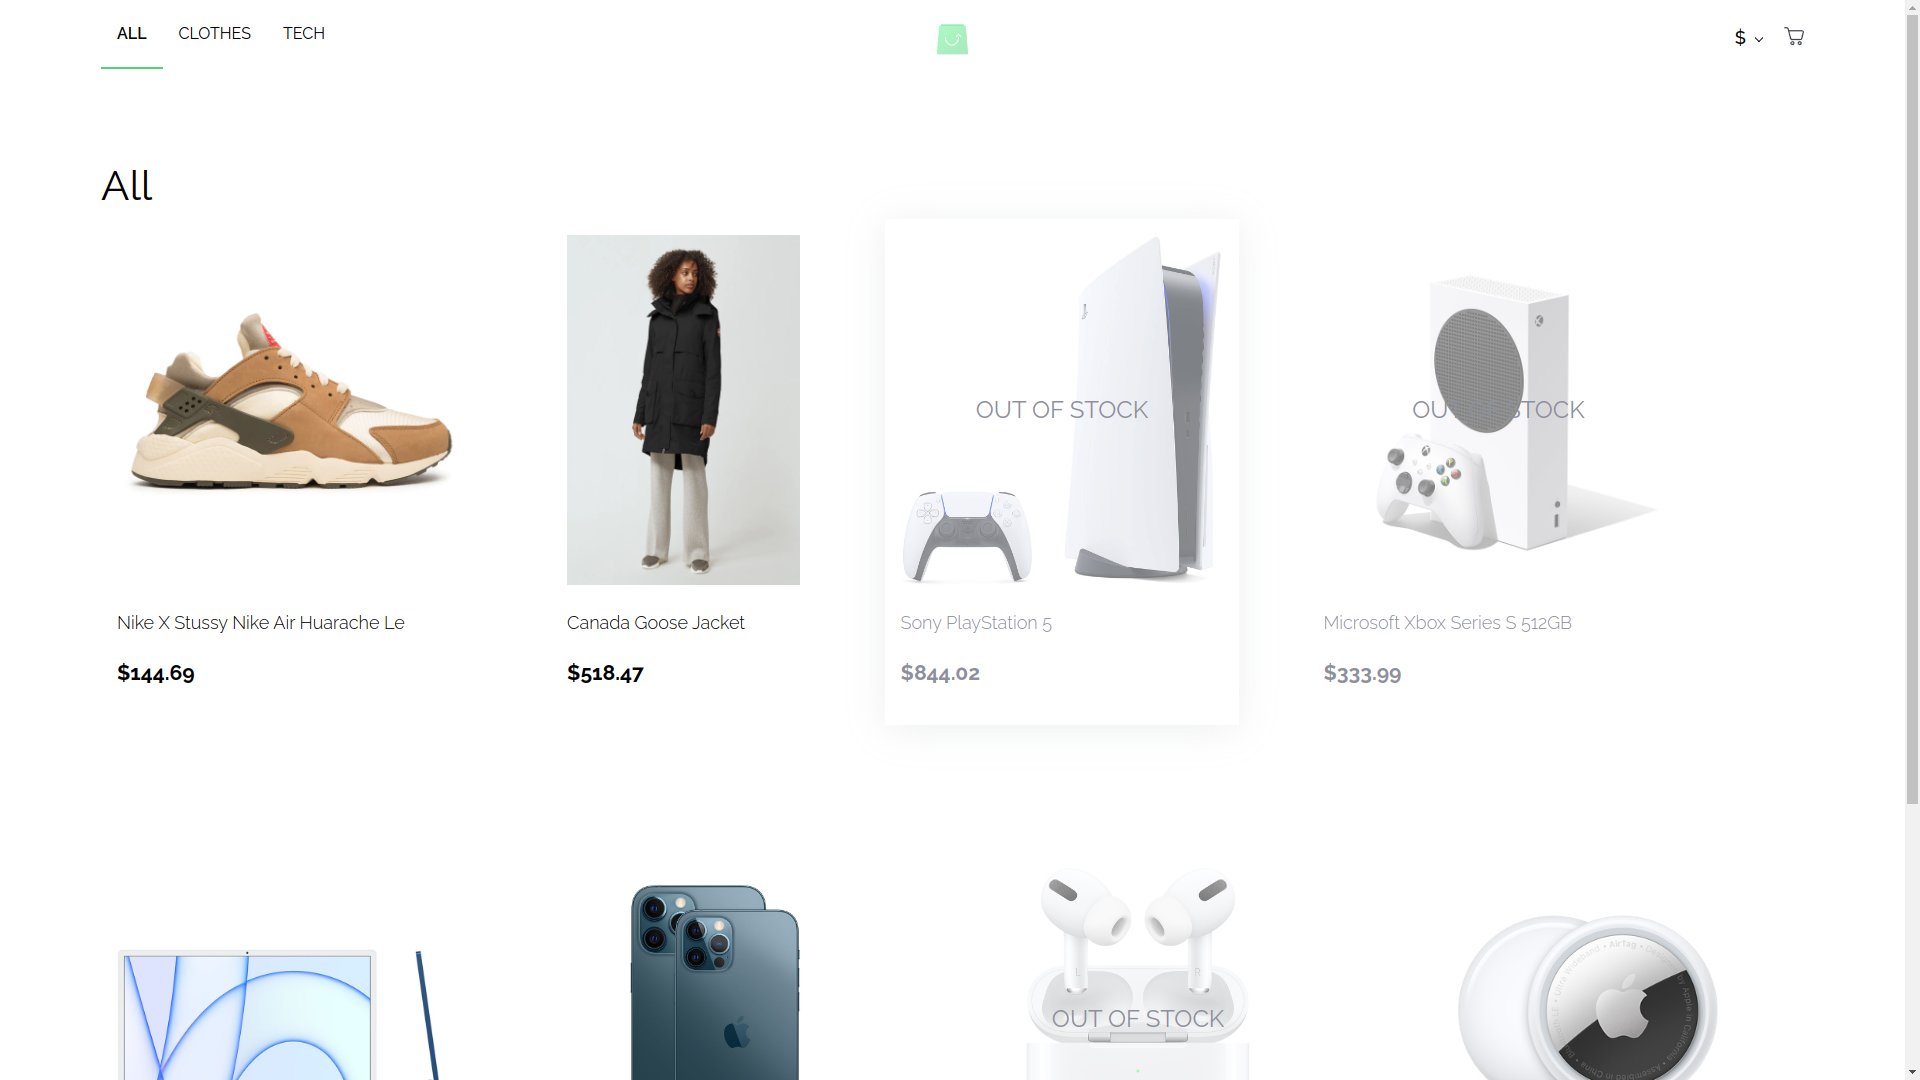 ALL CLOTHES TECH $
All
OUT OF STOCK
Nike X Stussy Nike Air Huarache Le
$144.69
Canada Goose Jacket
$518.47
Sony PlayStation 5
$844.02
OUT OF STOCK
Microsoft Xbox Series S 512GB
$333.99
OUT OF STOCK
L R
AirTag